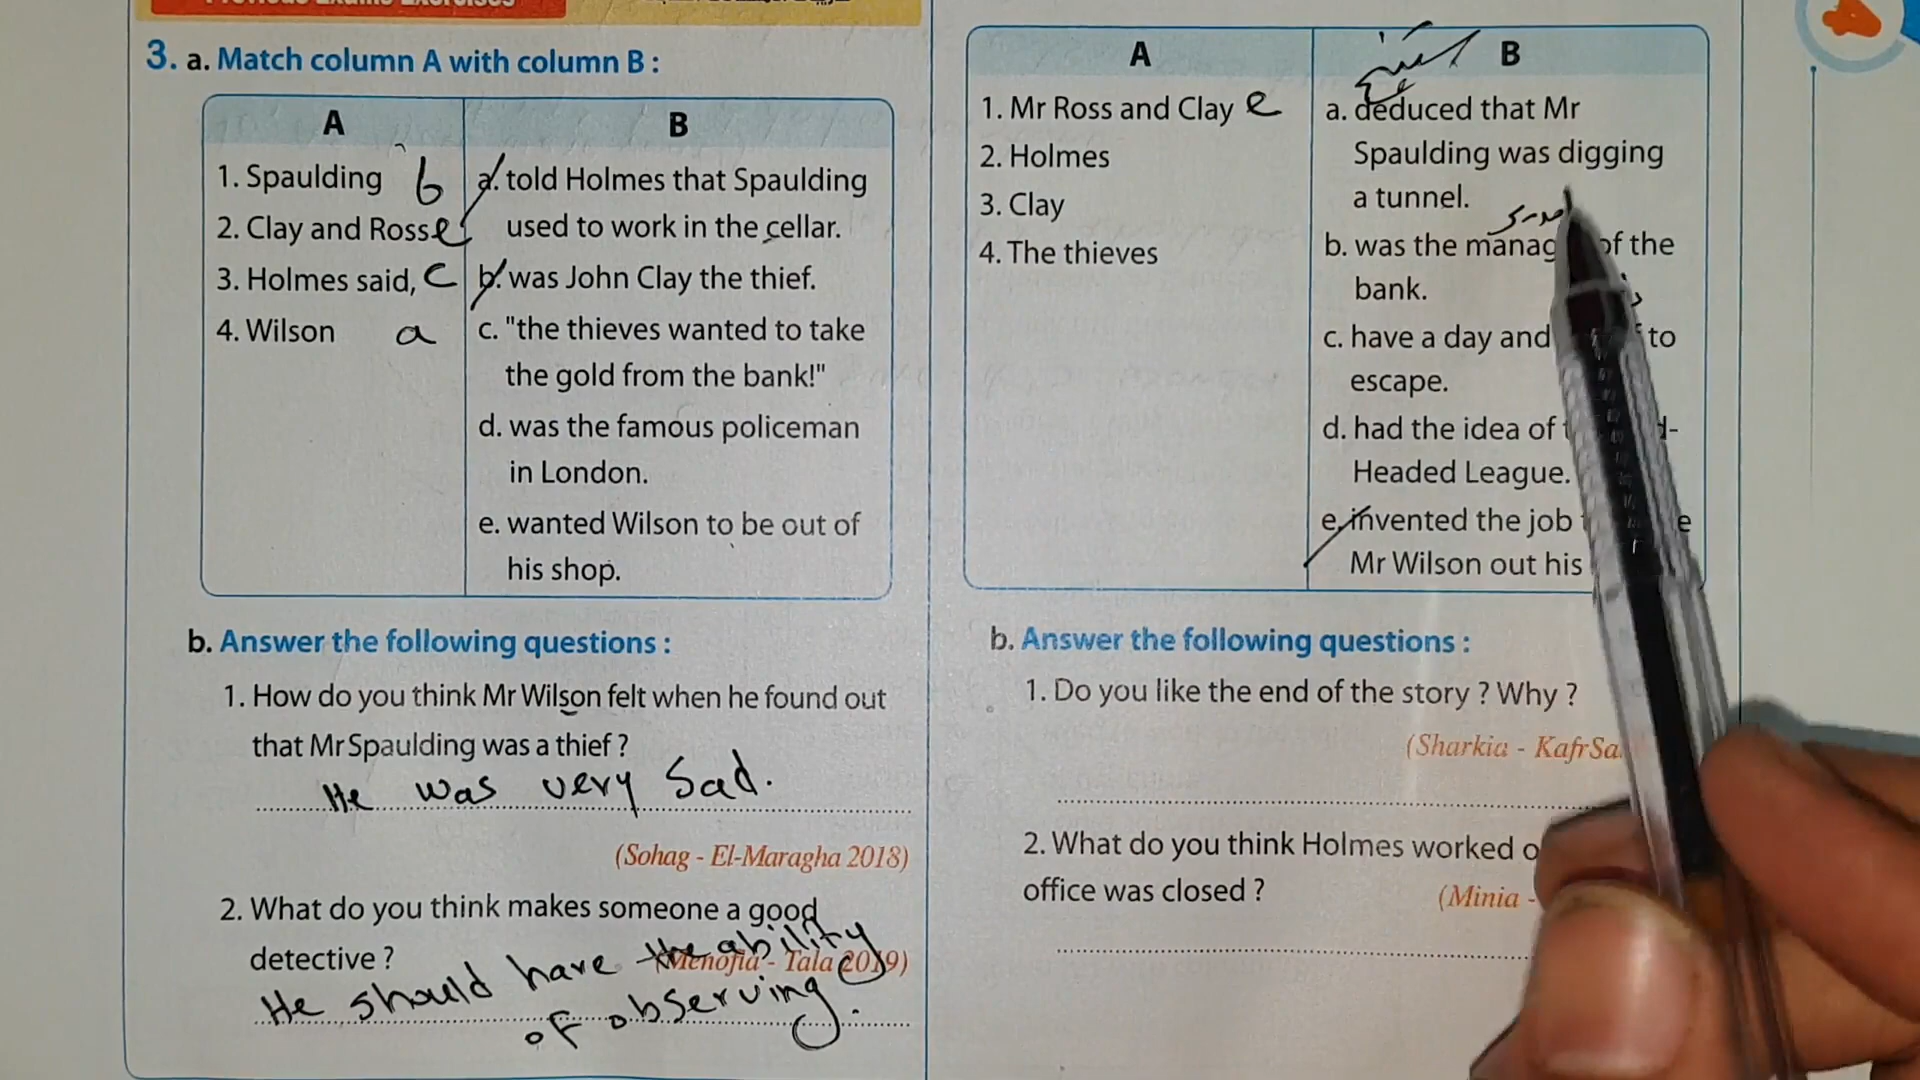 Previous Exams Exercises
3. a. Match column A with column B :
A
B
1. Spaulding b
2. Clay and Ross e
3. Holmes said, c
4. Wilson a
a. told Holmes that Spaulding
used to work in the cellar.
b. was John Clay the thief.
c. "the thieves wanted to take
the gold from the bank!"
d. was the famous policeman
in London.
e. wanted Wilson to be out of
his shop.
b. Answer the following questions :
1. How do you think Mr Wilson felt when he found out
that Mr Spaulding was a thief ?
He was very sad.
(Sohag - El-Maragha 2018)
2. What do you think makes someone a good
detective ?
(Menofia - Tala 2019)
He should have the ability
of observing.
A
B
1. Mr Ross and Clay e
2. Holmes
3. Clay
4. The thieves
a. deduced that Mr
Spaulding was digging
a tunnel.
b. was the of the
bank.
c. have a day and to
escape.
d. had the idea of
Headed League.
e. invented the job
Mr Wilson out his
b. Answer the following questions :
1. Do you like the end of the story ? Why ?
(Sharkia -
2. What do you think Holmes worked
office was closed ?
(Minia -